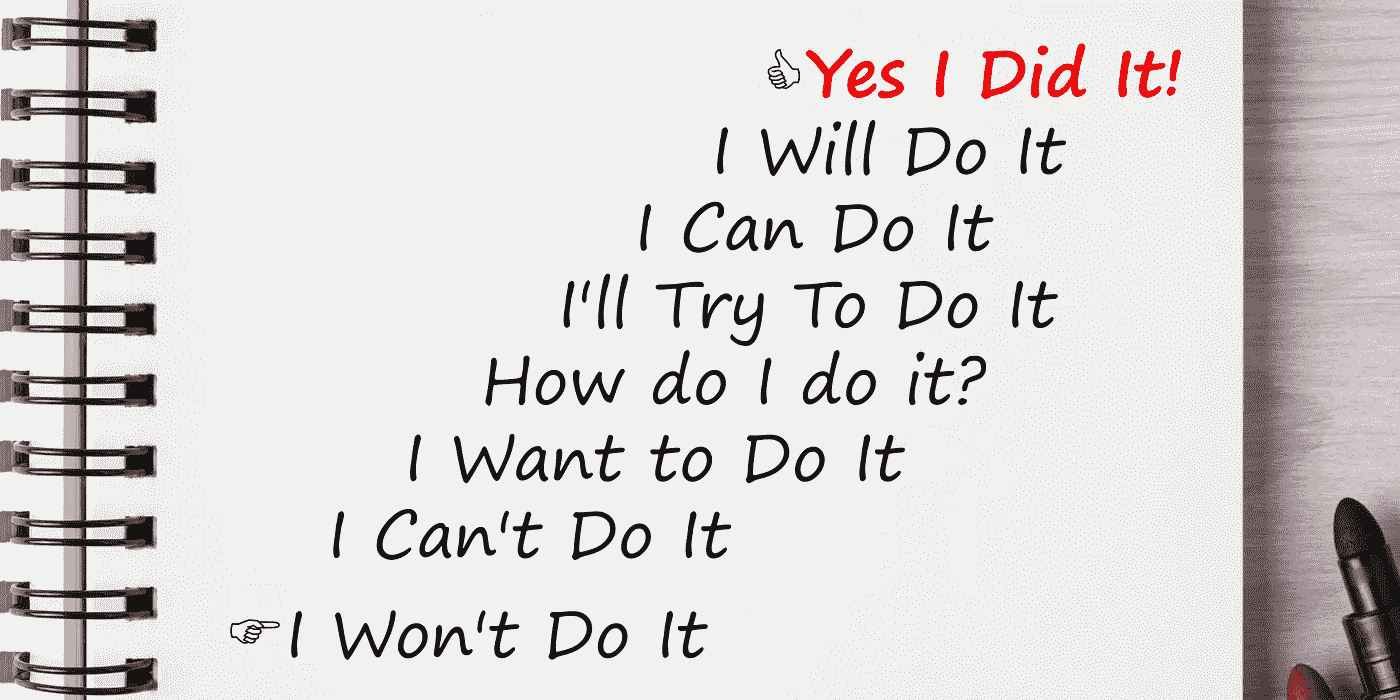 Yes I Did It!
I Will Do It
I Can Do It
I'll Try To Do It
How do I do it?
I Want to Do It
I Can't Do It
I Won't Do It